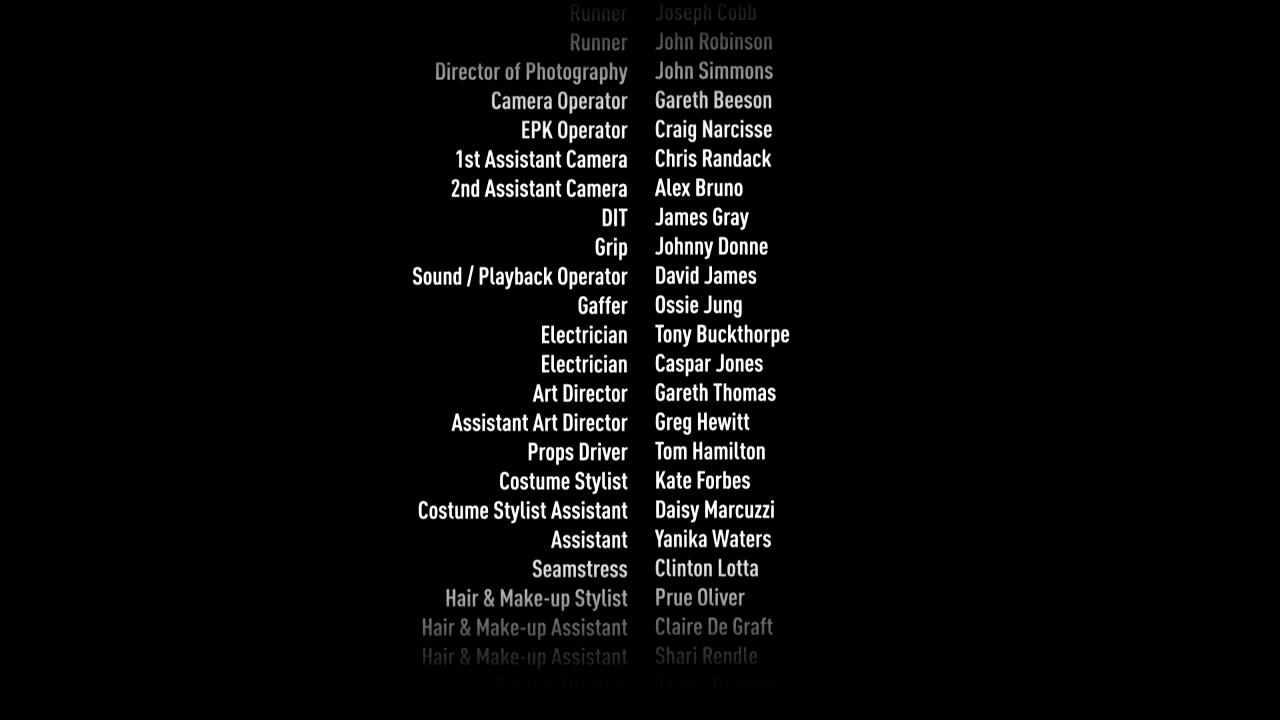 Runner Joseph Cobb
Runner John Robinson
Director of Photography John Simmons
Camera Operator Gareth Beeson
EPK Operator Craig Narcisse
1st Assistant Camera Chris Randack
2nd Assistant Camera Alex Bruno
DIT James Gray
Grip Johnny Donne
Sound / Playback Operator David James
Gaffer Ossie Jung
Electrician Tony Buckthorpe
Electrician Caspar Jones
Art Director Gareth Thomas
Assistant Art Director Greg Hewitt
Props Driver Tom Hamilton
Costume Stylist Kate Forbes
Costume Stylist Assistant Daisy Marcuzzi
Assistant Yanika Waters
Seamstress Clinton Lotta
Hair & Make-up Stylist Prue Oliver
Hair & Make-up Assistant Claire De Graft
Hair & Make-up Assistant Shari Rendle